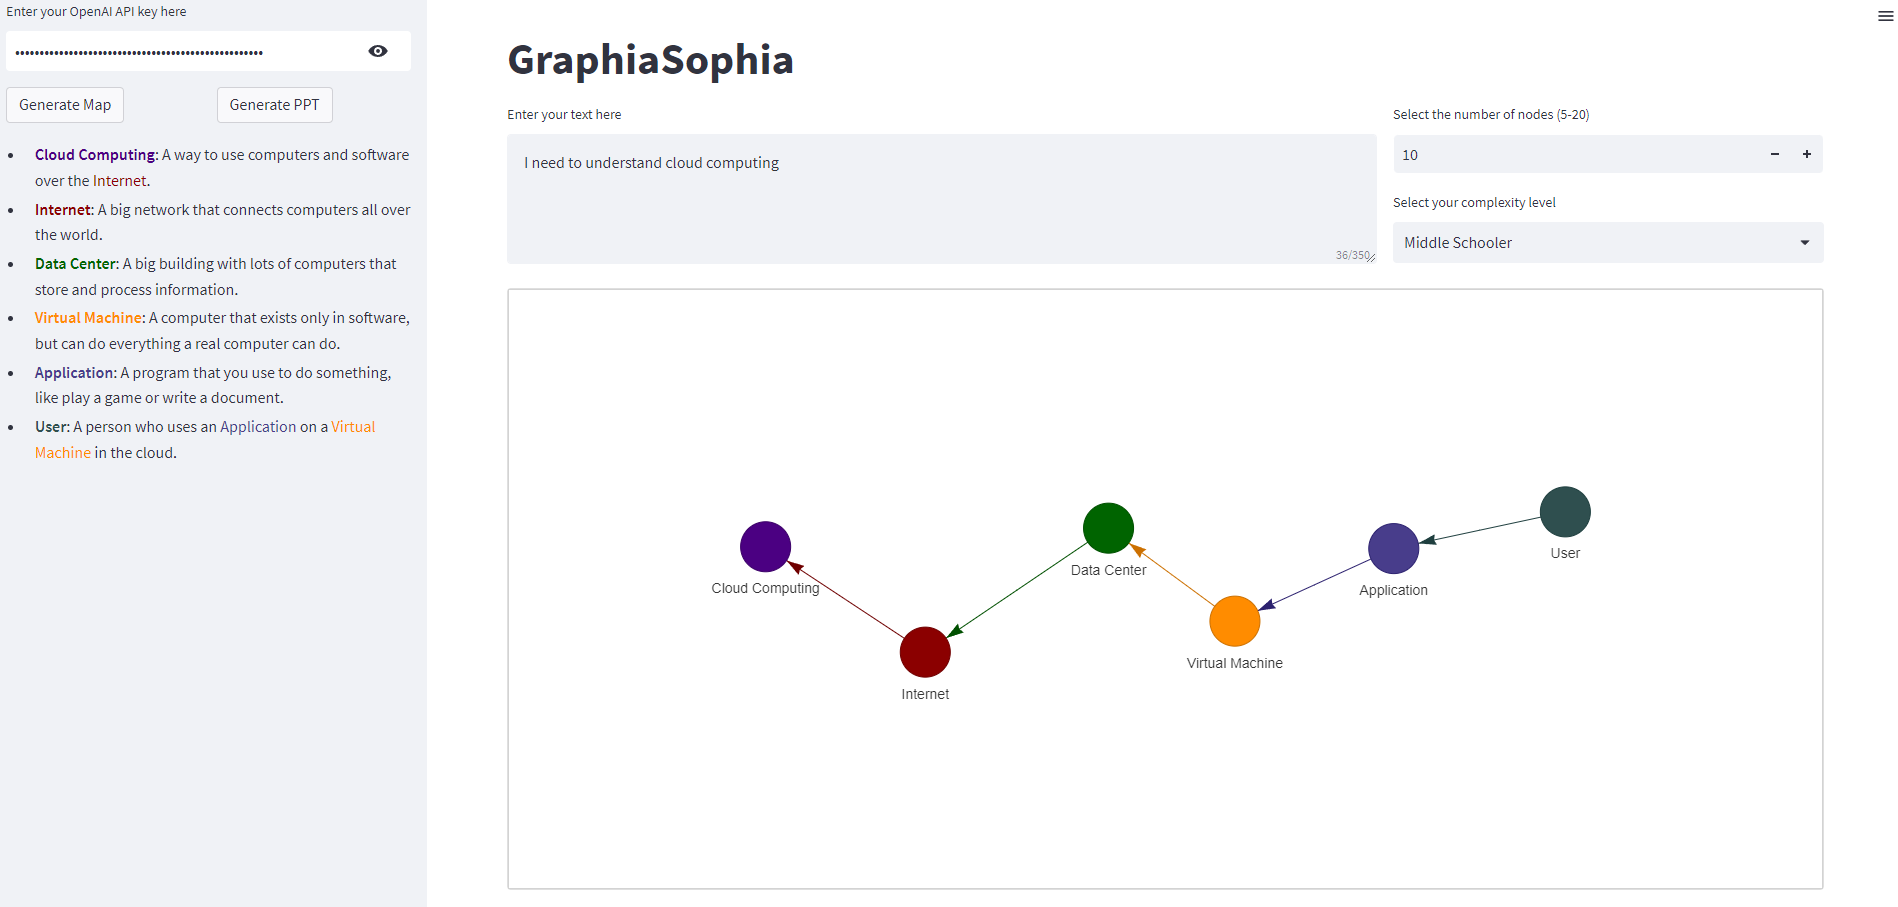 Enter your OpenAI API key here
••••••••••••••••••••••••••••••••••••••••••••••••••••
Generate Map
Generate PPT
• Cloud Computing: A way to use computers and software
over the Internet.
• Internet: A big network that connects computers all over
the world.
• Data Center: A big building with lots of computers that
store and process information.
• Virtual Machine: A computer that exists only in software,
but can do everything a real computer can do.
• Application: A program that you use to do something,
like play a game or write a document.
• User: A person who uses an Application on a Virtual
Machine in the cloud.
GraphiaSophia
Enter your text here
I need to understand cloud computing
36/350
Select the number of nodes (5-20)
10
Select your complexity level
Middle Schooler
Cloud Computing
Internet
Data Center
Virtual Machine
Application
User